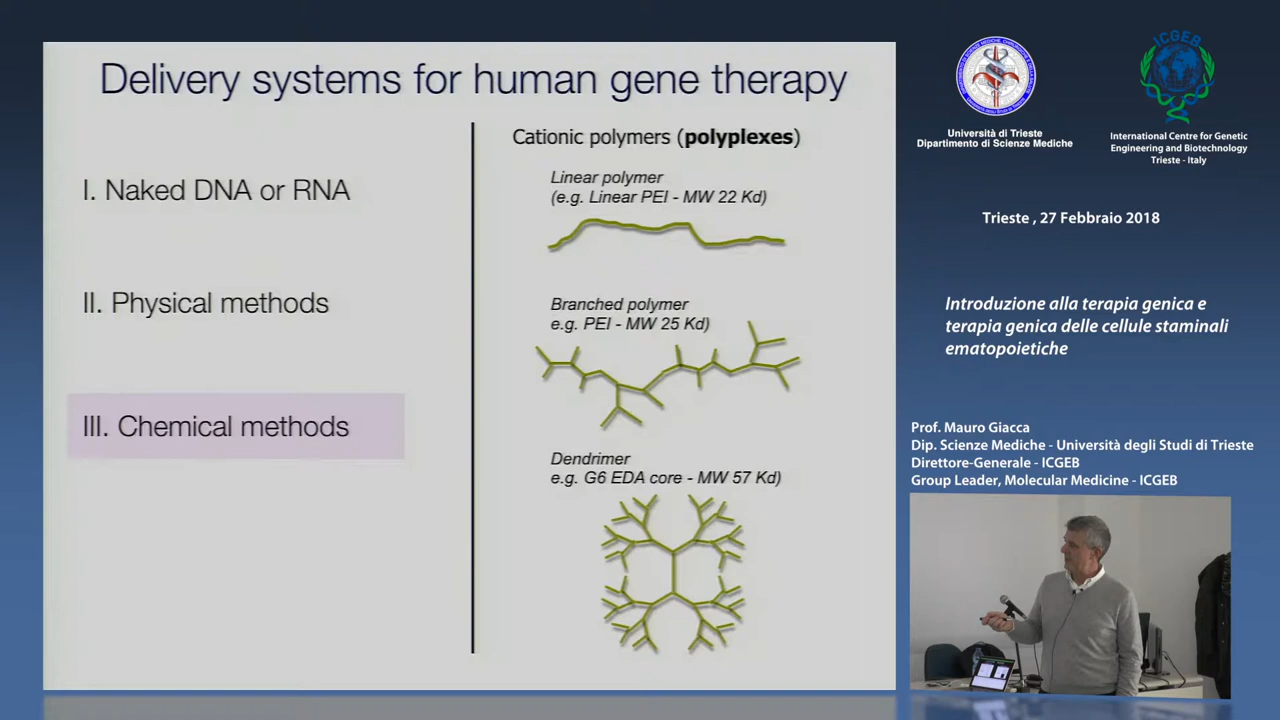 Delivery systems for human gene therapy
I. Naked DNA or RNA
II. Physical methods
III. Chemical methods
Cationic polymers (polyplexes)
Linear polymer
(e.g. Linear PEI - MW 22 Kd)
Branched polymer
e.g. PEI - MW 25 Kd)
Dendrimer
e.g. G6 EDA core - MW 57 Kd)
Università di Trieste
Dipartimento di Scienze Mediche
ICGEB
International Centre for Genetic
Engineering and Biotechnology
Trieste - Italy
Trieste , 27 Febbraio 2018
Introduzione alla terapia genica e
terapia genica delle cellule staminali
ematopoietiche
Prof. Mauro Giacca
Dip. Scienze Mediche - Università degli Studi di Trieste
Direttore-Generale - ICGEB
Group Leader, Molecular Medicine - ICGEB